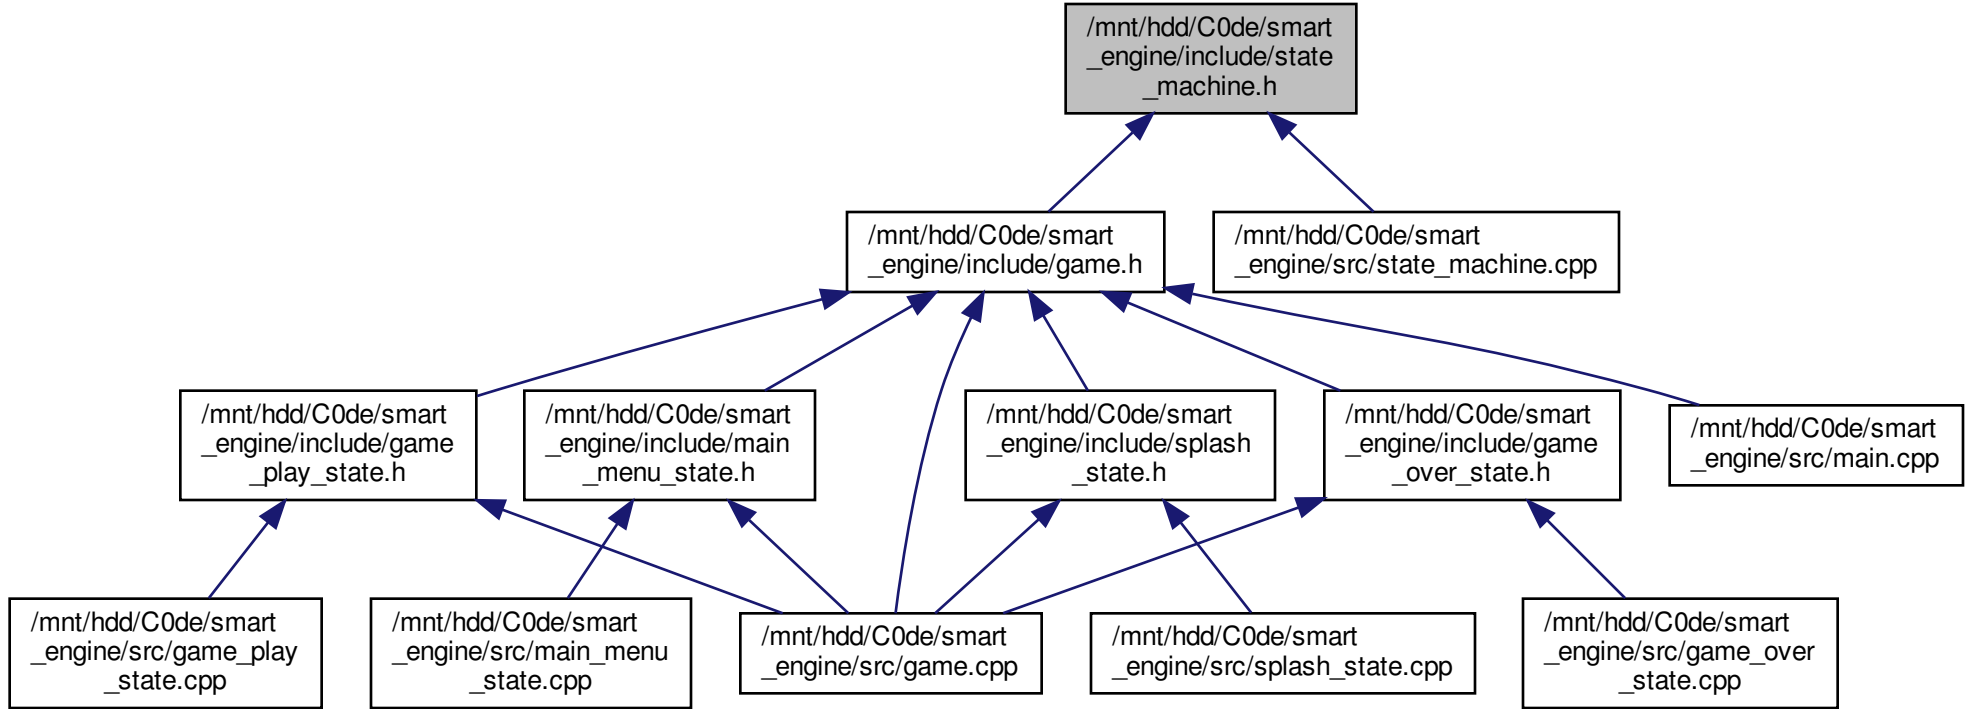 /mnt/hdd/C0de/smart
_engine/include/state
_machine.h
/mnt/hdd/C0de/smart
_engine/include/game.h
/mnt/hdd/C0de/smart
_engine/src/state_machine.cpp
/mnt/hdd/C0de/smart
_engine/include/game
_play_state.h
/mnt/hdd/C0de/smart
_engine/include/main
_menu_state.h
/mnt/hdd/C0de/smart
_engine/include/splash
_state.h
/mnt/hdd/C0de/smart
_engine/include/game
_over_state.h
/mnt/hdd/C0de/smart
_engine/src/main.cpp
/mnt/hdd/C0de/smart
_engine/src/game_play
_state.cpp
/mnt/hdd/C0de/smart
_engine/src/main_menu
_state.cpp
/mnt/hdd/C0de/smart
_engine/src/game.cpp
/mnt/hdd/C0de/smart
_engine/src/splash_state.cpp
/mnt/hdd/C0de/smart
_engine/src/game_over
_state.cpp